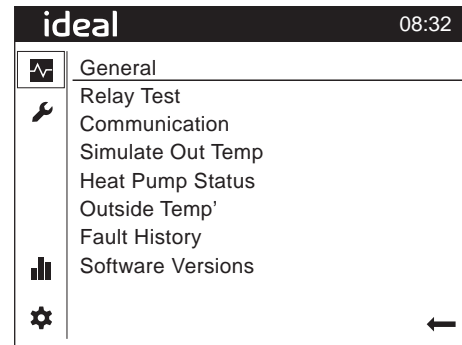 ideal 08:32
General
Relay Test
Communication
Simulate Out Temp
Heat Pump Status
Outside Temp'
Fault History
Software Versions